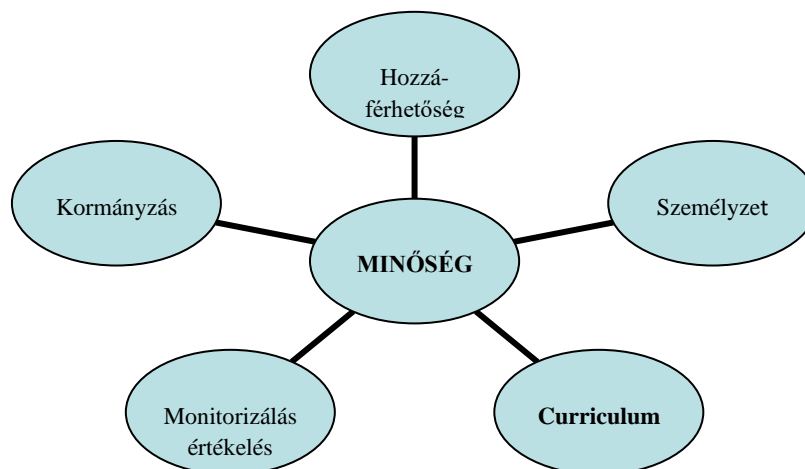 Hozzá-
férhetőség
Kormányzás
Személyzet
MINŐSÉG
Monitorizálás
értékelés
Curriculum